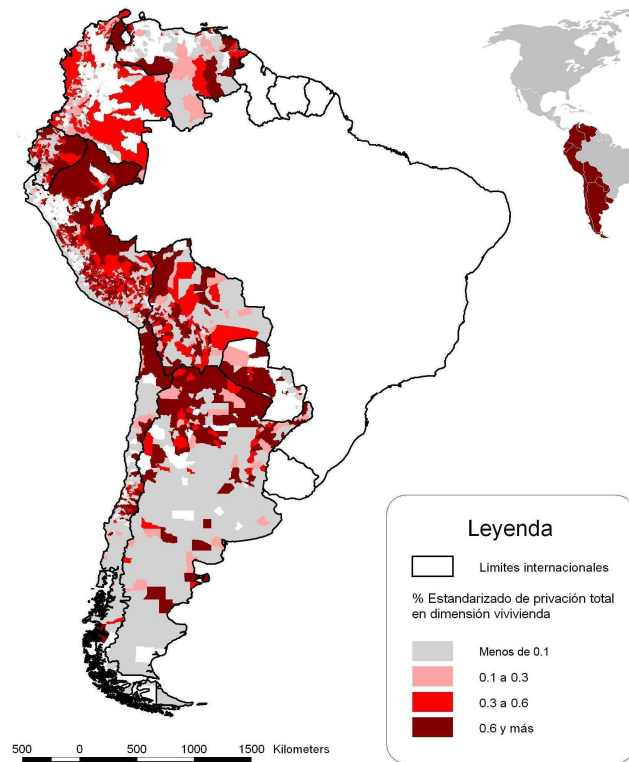 Leyenda
Límites internacionales
% Estandarizado de privación total
en dimensión vivivienda
Menos de 0.1
0.1 a 0.3
0.3 a 0.6
0.6 y más
500 0 500 1000 1500 Kilometers